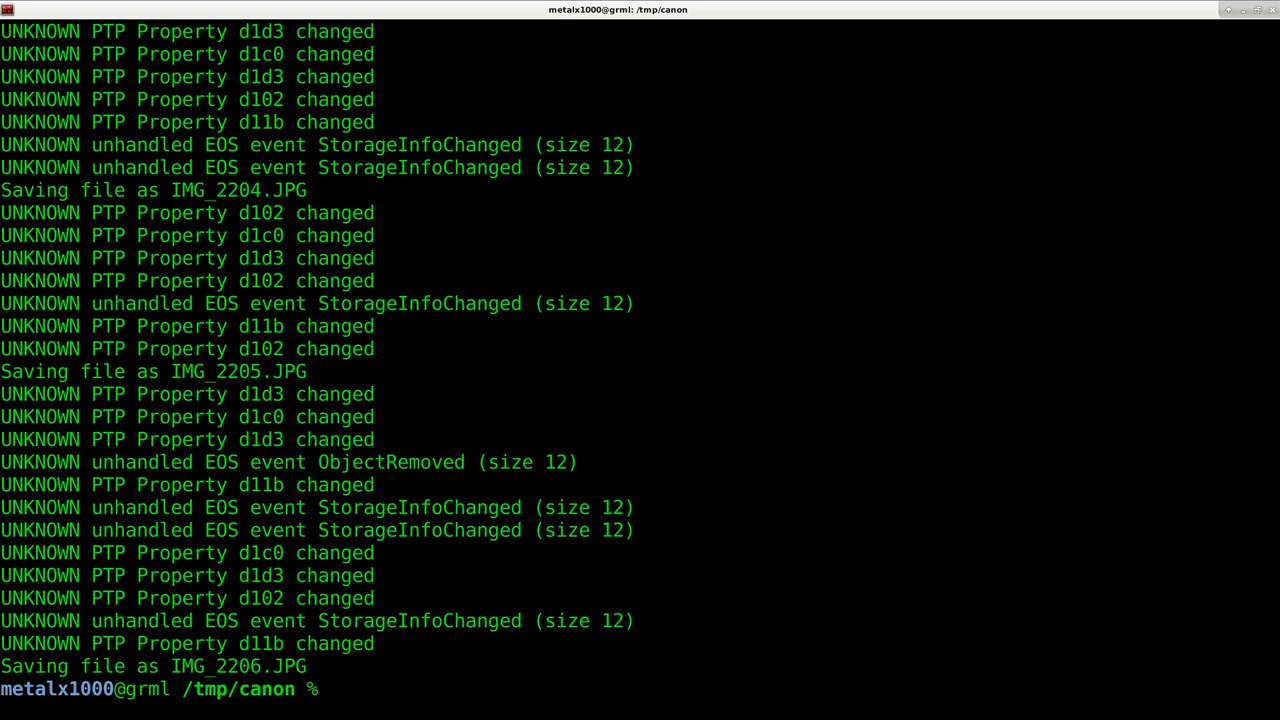 metalx1000@grml: /tmp/canon
UNKNOWN PTP Property d1d3 changed
UNKNOWN PTP Property d1c0 changed
UNKNOWN PTP Property d1d3 changed
UNKNOWN PTP Property d102 changed
UNKNOWN PTP Property d11b changed
UNKNOWN unhandled EOS event StorageInfoChanged (size 12)
UNKNOWN unhandled EOS event StorageInfoChanged (size 12)
Saving file as IMG_2204.JPG
UNKNOWN PTP Property d102 changed
UNKNOWN PTP Property d1c0 changed
UNKNOWN PTP Property d1d3 changed
UNKNOWN PTP Property d102 changed
UNKNOWN unhandled EOS event StorageInfoChanged (size 12)
UNKNOWN PTP Property d11b changed
UNKNOWN PTP Property d102 changed
Saving file as IMG_2205.JPG
UNKNOWN PTP Property d1d3 changed
UNKNOWN PTP Property d1c0 changed
UNKNOWN PTP Property d1d3 changed
UNKNOWN unhandled EOS event ObjectRemoved (size 12)
UNKNOWN PTP Property d11b changed
UNKNOWN unhandled EOS event StorageInfoChanged (size 12)
UNKNOWN unhandled EOS event StorageInfoChanged (size 12)
UNKNOWN PTP Property d1c0 changed
UNKNOWN PTP Property d1d3 changed
UNKNOWN PTP Property d102 changed
UNKNOWN unhandled EOS event StorageInfoChanged (size 12)
UNKNOWN PTP Property d11b changed
Saving file as IMG_2206.JPG
metalx1000@grml /tmp/canon %